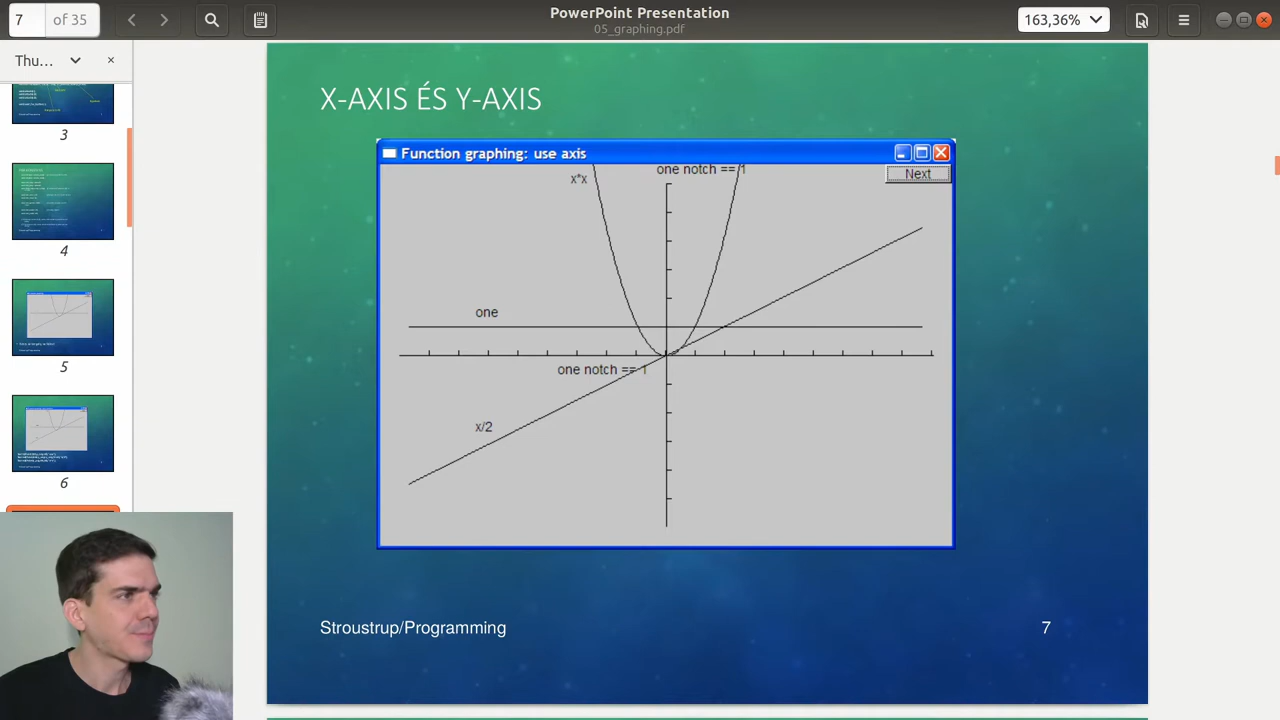 7 of 35
PowerPoint Presentation
05_graphing.pdf
163,36%
Thu...
3
4
5
6
X-AXIS ÉS Y-AXIS
Function graphing: use axis
Next
one notch == 1
x*x
one
one notch == 1
x/2
Stroustrup/Programming
7